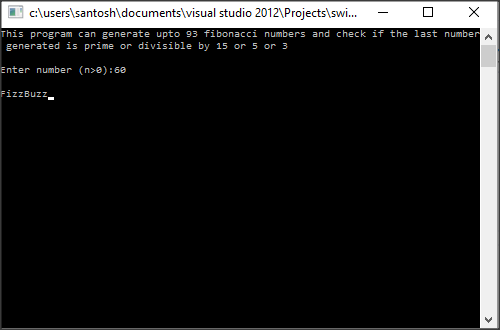 c:\users\santosh\documents\visual studio 2012\Projects\swi...
This program can generate upto 93 fibonacci numbers and check if the last number
generated is prime or divisible by 15 or 5 or 3
Enter number (n>0):60
FizzBuzz